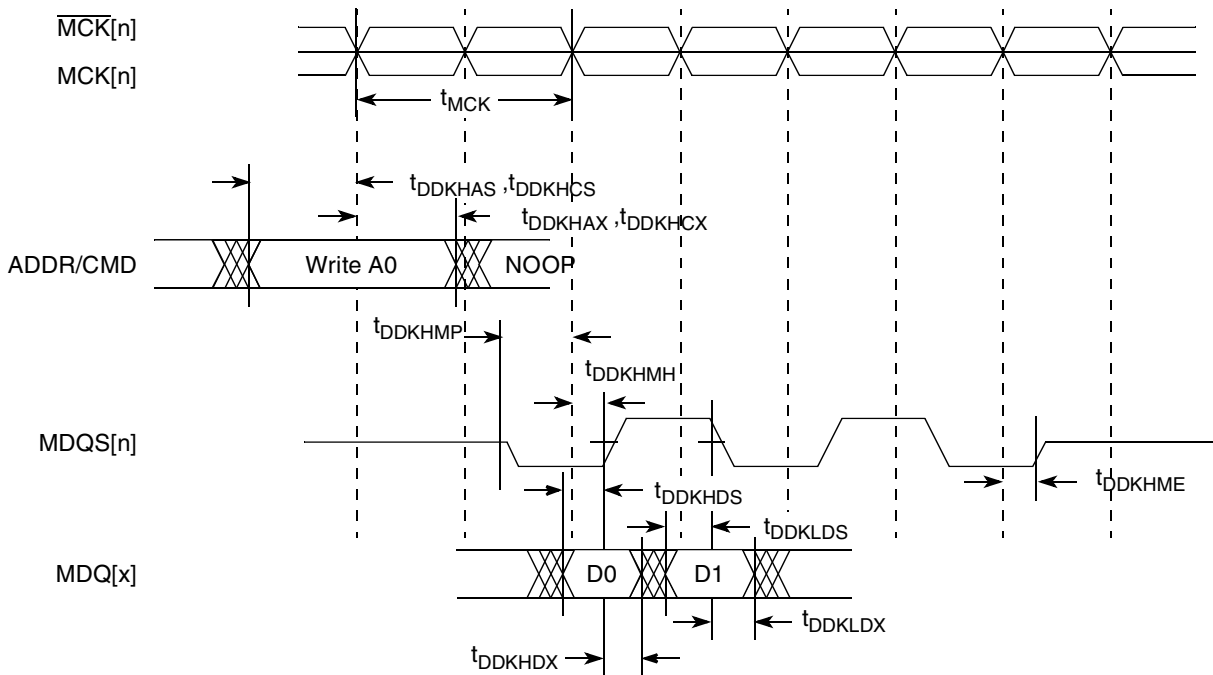 MCK[n]
MCK[n]
tMCK
tDDKHAS ,tDDKHCS
tDDKHAX ,tDDKHCX
ADDR/CMD
Write A0
NOOP
tDDKHMP
tDDKHMH
MDQS[n]
tDDKHME
tDDKHDS
tDDKLDS
MDQ[x]
D0
D1
tDDKLDX
tDDKHDX